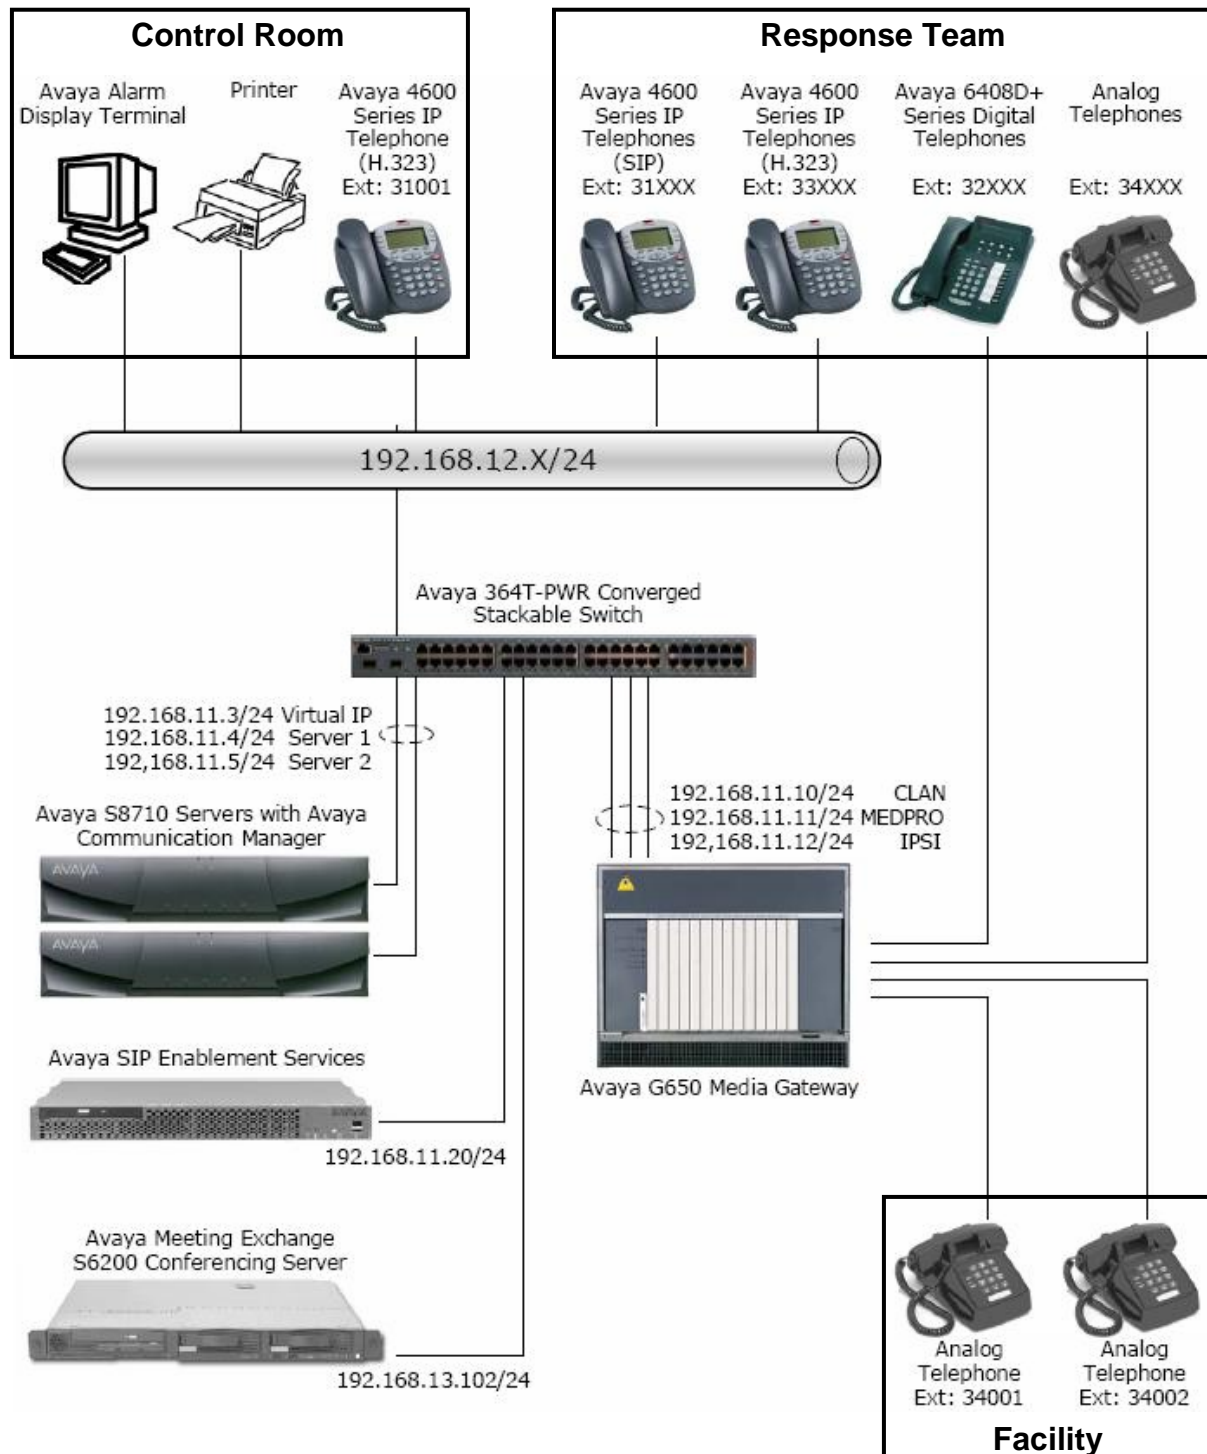 Control Room
Response Team
Avaya Alarm
Display Terminal
Printer
Avaya 4600
Series IP
Telephone
(H.323)
Ext: 31001
Avaya 4600
Series IP
Telephones
(SIP)
Ext: 31XXX
Avaya 4600
Series IP
Telephones
(H.323)
Ext: 33XXX
Avaya 6408D+
Series Digital
Telephones
Ext: 32XXX
Analog
Telephones
Ext: 34XXX
192.168.12.X/24
Avaya 364T-PWR Converged
Stackable Switch
192.168.11.3/24 Virtual IP
192.168.11.4/24 Server 1
192,168.11.5/24 Server 2
192.168.11.10/24 CLAN
192.168.11.11/24 MEDPRO
192,168.11.12/24 IPSI
Avaya S8710 Servers with Avaya
Communication Manager
AVAYA
AVAYA
Avaya G650 Media Gateway
Avaya SIP Enablement Services
AVAYA
192.168.11.20/24
Avaya Meeting Exchange
S6200 Conferencing Server
192.168.13.102/24
Analog
Telephone
Ext: 34001
Analog
Telephone
Ext: 34002
Facility